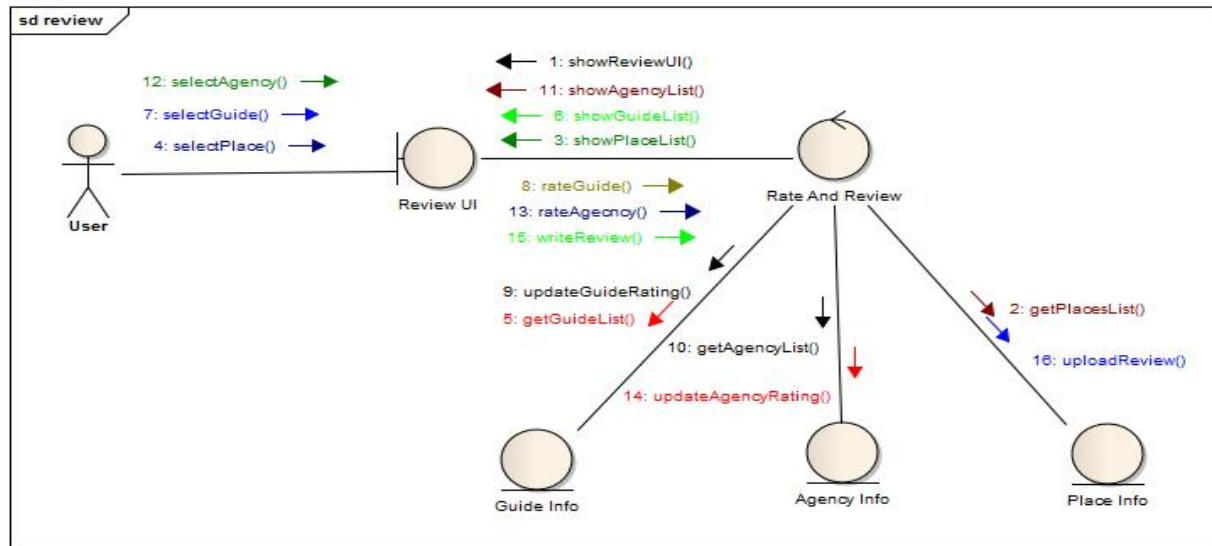 sd review
1: showReviewUI()
12: selectAgency()
11: showAgencyList()
7: selectGuide()
6: showGuideList()
4: selectPlace()
3: showPlaceList()
User
Review UI
8: rateGuide()
Rate And Review
13: rateAgecncy()
15: writeReview()
9: updateGuideRating()
5: getGuideList()
2: getPlacesList()
10: getAgencyList()
16: uploadReview()
14: updateAgencyRating()
Guide Info
Agency Info
Place Info